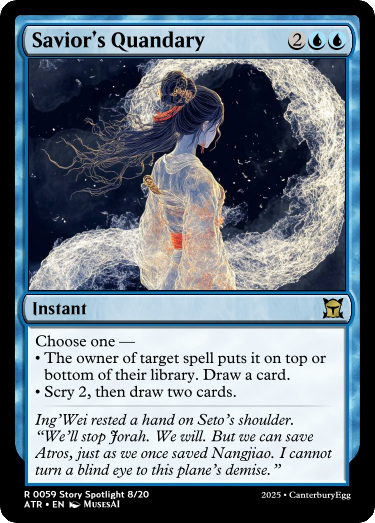 Savior's Quandary 2
Instant
Choose one —
• The owner of target spell puts it on top or
bottom of their library. Draw a card.
• Scry 2, then draw two cards.
Ing'Wei rested a hand on Seto's shoulder.
“We'll stop Jorah. We will. But we can save
Atros, just as we once saved Nangjiao. I cannot
turn a blind eye to this plane's demise.”
R 0059 Story Spotlight 8/20
ATR • EN MusesAI
2025 • CanterburyEgg